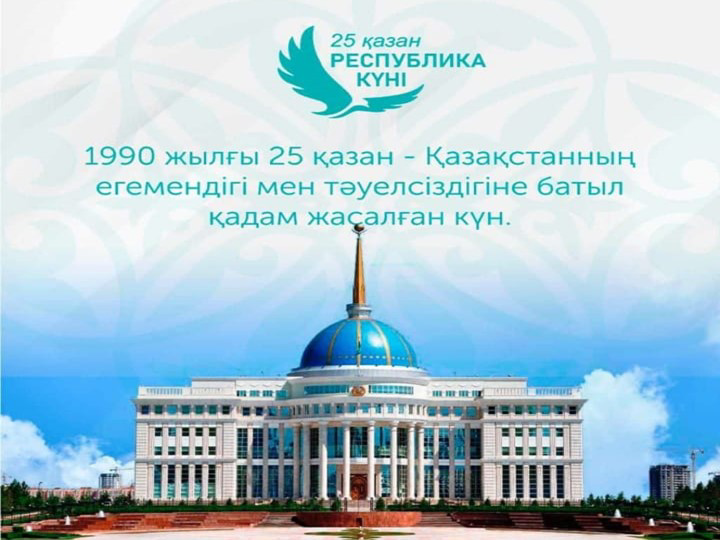 25 қазан
РЕСПУБЛИКА
КҮНІ
1990 жылғы 25 қазан - Қазақстанның
егемендігі мен тәуелсіздігіне батыл
қадам жасалған күн.